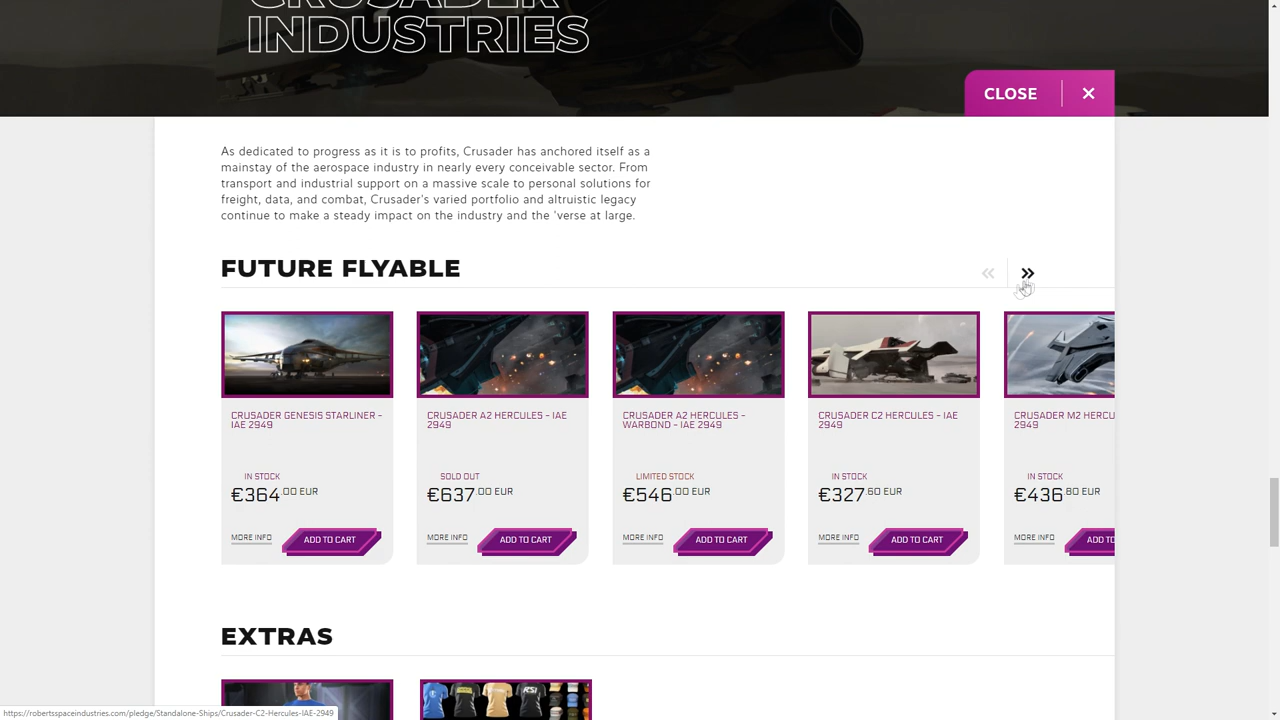 CRUSADER
INDUSTRIES
CLOSE ✕
As dedicated to progress as it is to profits, Crusader has anchored itself as a
mainstay of the aerospace industry in nearly every conceivable sector. From
transport and industrial support on a massive scale to personal solutions for
freight, data, and combat, Crusader's varied portfolio and altruistic legacy
continue to make a steady impact on the industry and the 'verse at large.
FUTURE FLYABLE
CRUSADER GENESIS STARLINER -
IAE 2949
IN STOCK
€364.00 EUR
MORE INFO
ADD TO CART
CRUSADER A2 HERCULES - IAE
2949
SOLD OUT
€637.00 EUR
MORE INFO
ADD TO CART
CRUSADER A2 HERCULES -
WARBOND - IAE 2949
LIMITED STOCK
€546.00 EUR
MORE INFO
ADD TO CART
CRUSADER C2 HERCULES - IAE
2949
IN STOCK
€327.60 EUR
MORE INFO
ADD TO CART
CRUSADER M2 HERCU
2949
IN STOCK
€436.80 EUR
MORE INFO
ADD TO
EXTRAS
RSI
https://robertsspaceindustries.com/pledge/Standalone-Ships/Crusader-C2-Hercules-IAE-2949